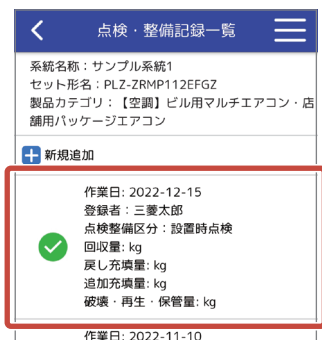 点検・整備記録一覧
系統名称：サンプル系統1
セット形名：PLZ-ZRMP112EFGZ
製品カテゴリ：【空調】ビル用マルチエアコン・店
舗用パッケージエアコン
新規追加
作業日: 2022-12-15
登録者：三菱太郎
点検整備区分：設置時点検
回収量: kg
戻し充填量: kg
追加充填量: kg
破壊・再生・保管量: kg
作業日: 2022-11-10